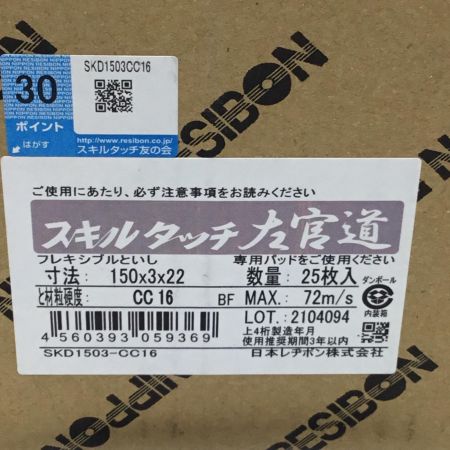 NIPPON RESIBON NIPPON RESIBON
SKD1503CC16
30
ポイント
はがす
http://www.resibon.co.jp/
スキルタッチ友の会
RESIBON
ご使用にあたり、必ず注意事項をお読みください
スキルタッチ 左官道
フレキシブルといし 専用パッドをご使用ください
寸法: 150x3x22 数量: 25枚入 ダンボール
と材粒硬度: CC 16 BF MAX. 72m/s
内装箱
LOT. 2104094
4 560393 059369 上4桁製造年月
使用推奨期間3年以内
SKD1503-CC16 日本レヂボン株式会社
NIPPON RESIBON